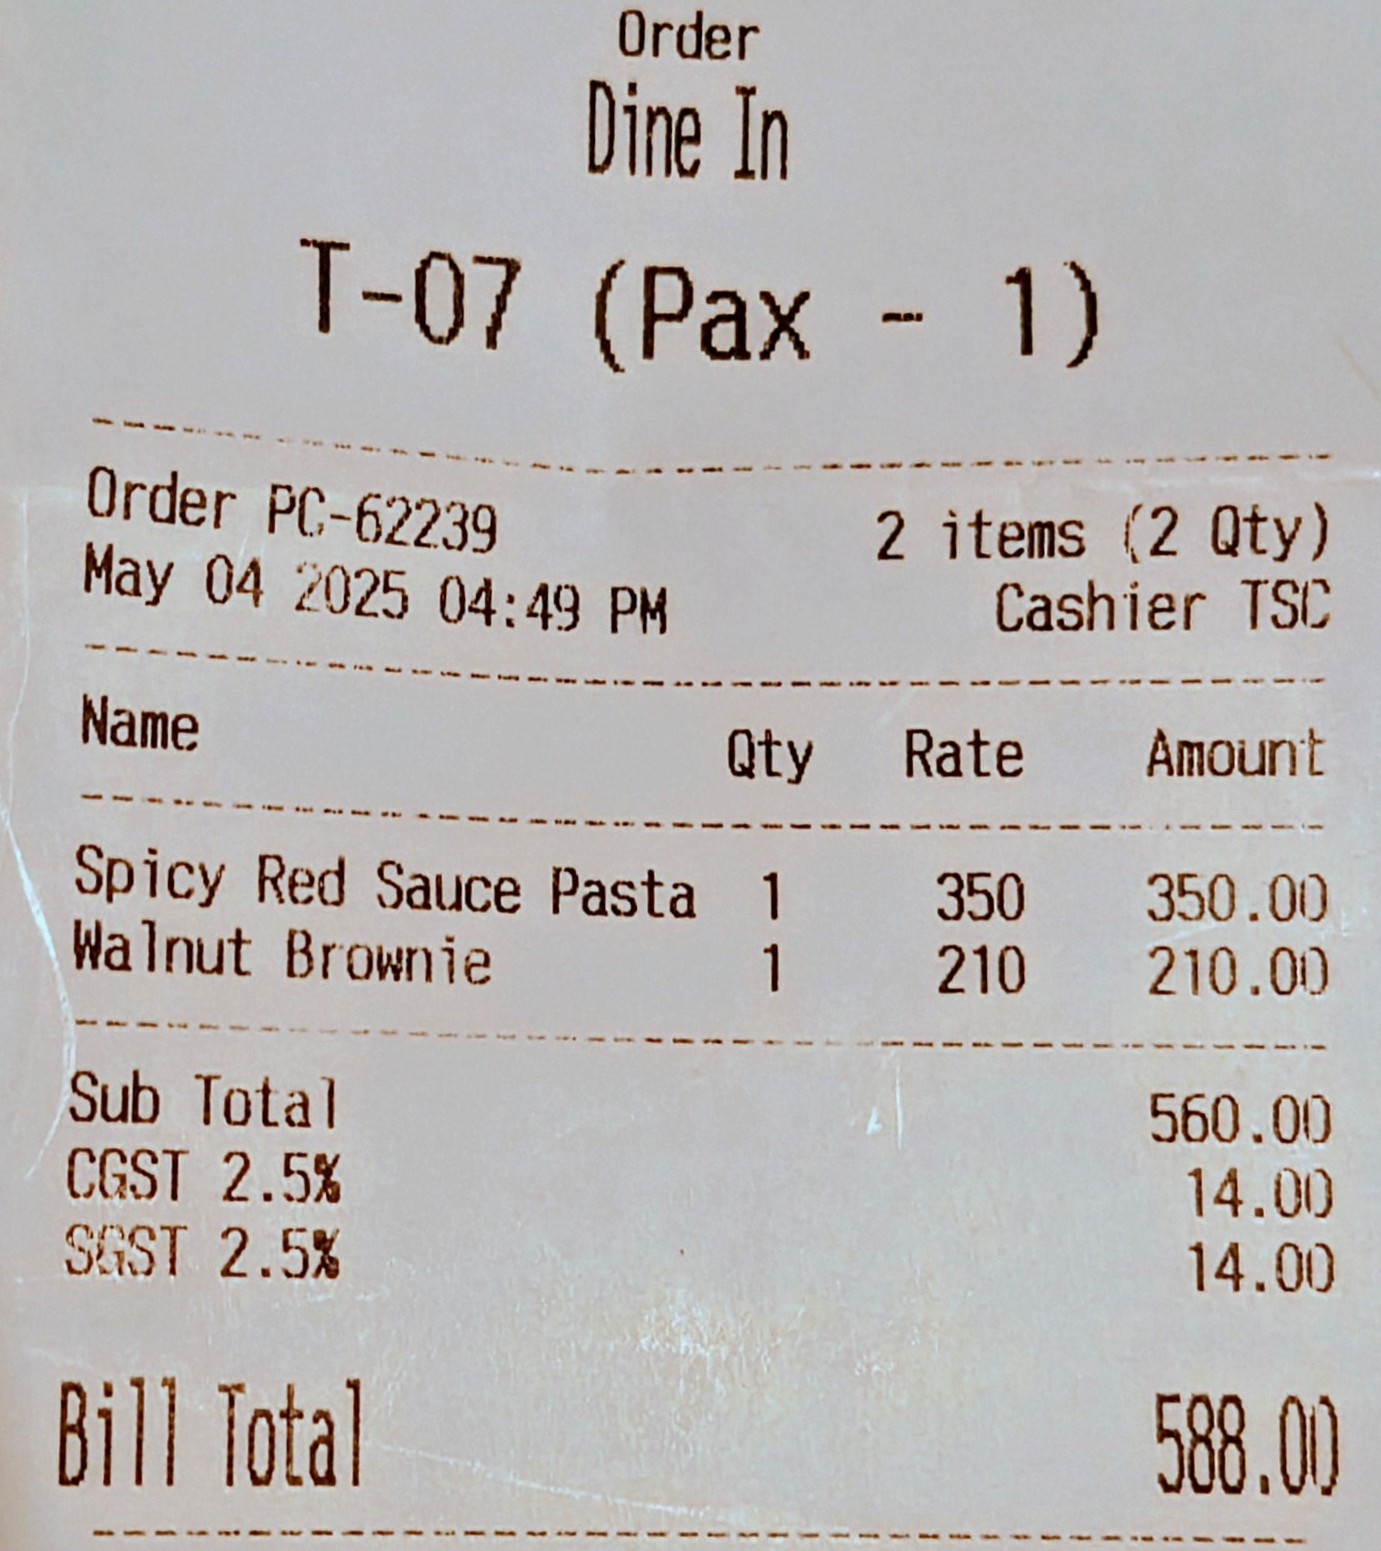 Order
Dine In
T-07 (Pax - 1)
Order PC-62239 2 items (2 Qty)
May 04 2025 04:49 PM Cashier TSC
Name Qty Rate Amount
Spicy Red Sauce Pasta 1 350 350.00
Walnut Brownie 1 210 210.00
Sub Total 560.00
CGST 2.5% 14.00
SGST 2.5% 14.00
Bill Total 588.00